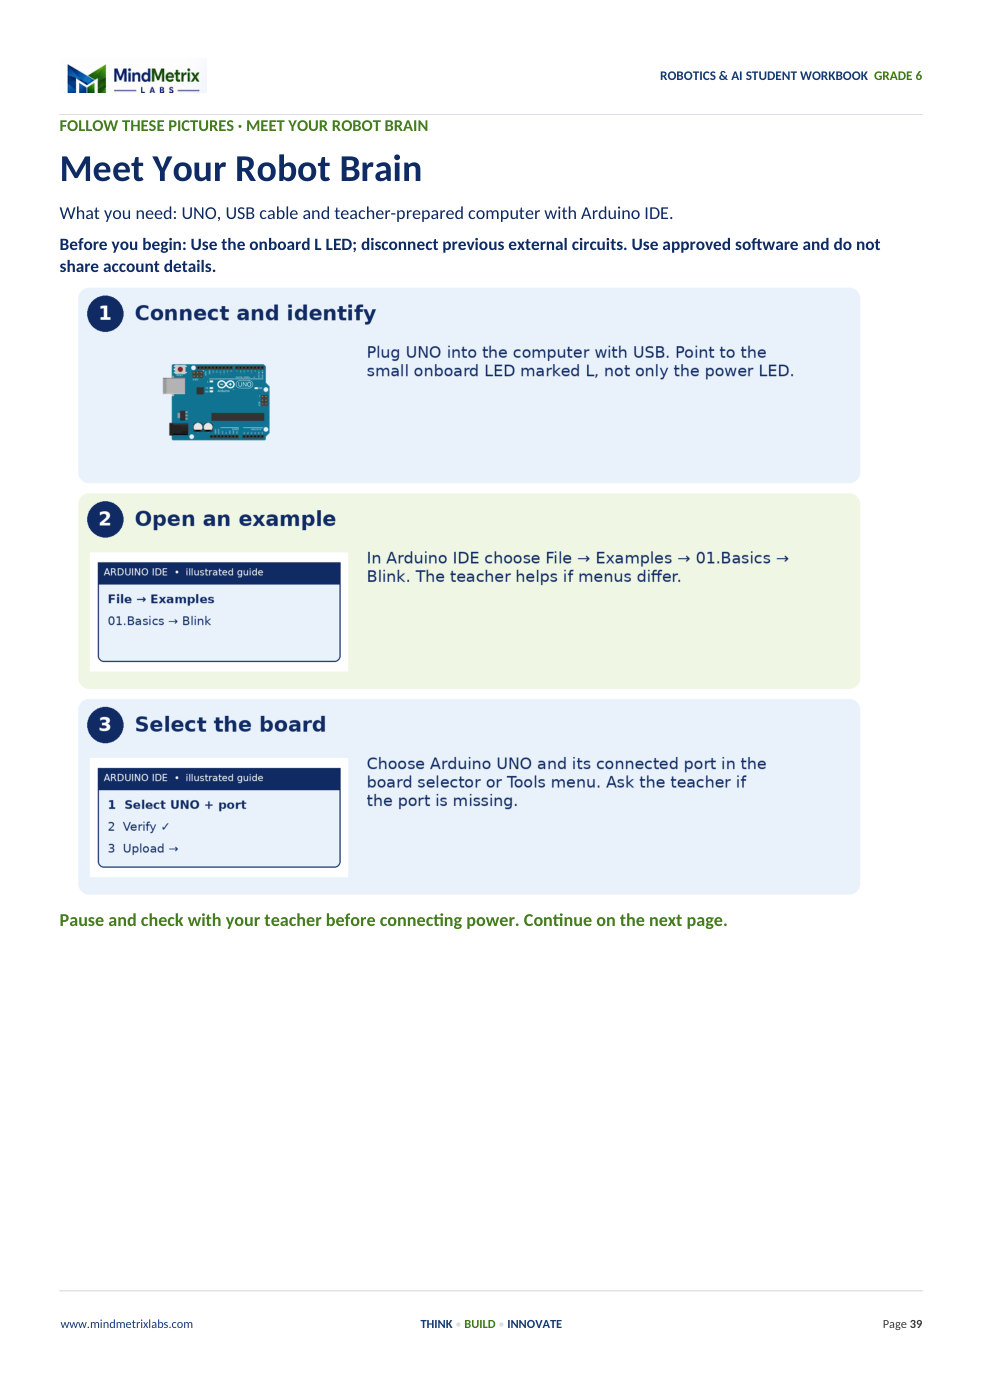 MindMetrix
LABS
ROBOTICS & AI STUDENT WORKBOOK GRADE 6
FOLLOW THESE PICTURES · MEET YOUR ROBOT BRAIN
Meet Your Robot Brain
What you need: UNO, USB cable and teacher-prepared computer with Arduino IDE.
Before you begin: Use the onboard L LED; disconnect previous external circuits. Use approved software and do not
share account details.
1 Connect and identify
UNO
Plug UNO into the computer with USB. Point to the
small onboard LED marked L, not only the power LED.
2 Open an example
ARDUINO IDE • illustrated guide
File → Examples
01.Basics → Blink
In Arduino IDE choose File → Examples → 01.Basics →
Blink. The teacher helps if menus differ.
3 Select the board
ARDUINO IDE • illustrated guide
1 Select UNO + port
2 Verify ✓
3 Upload →
Choose Arduino UNO and its connected port in the
board selector or Tools menu. Ask the teacher if
the port is missing.
Pause and check with your teacher before connecting power. Continue on the next page.
www.mindmetrixlabs.com
THINK • BUILD • INNOVATE
Page 39